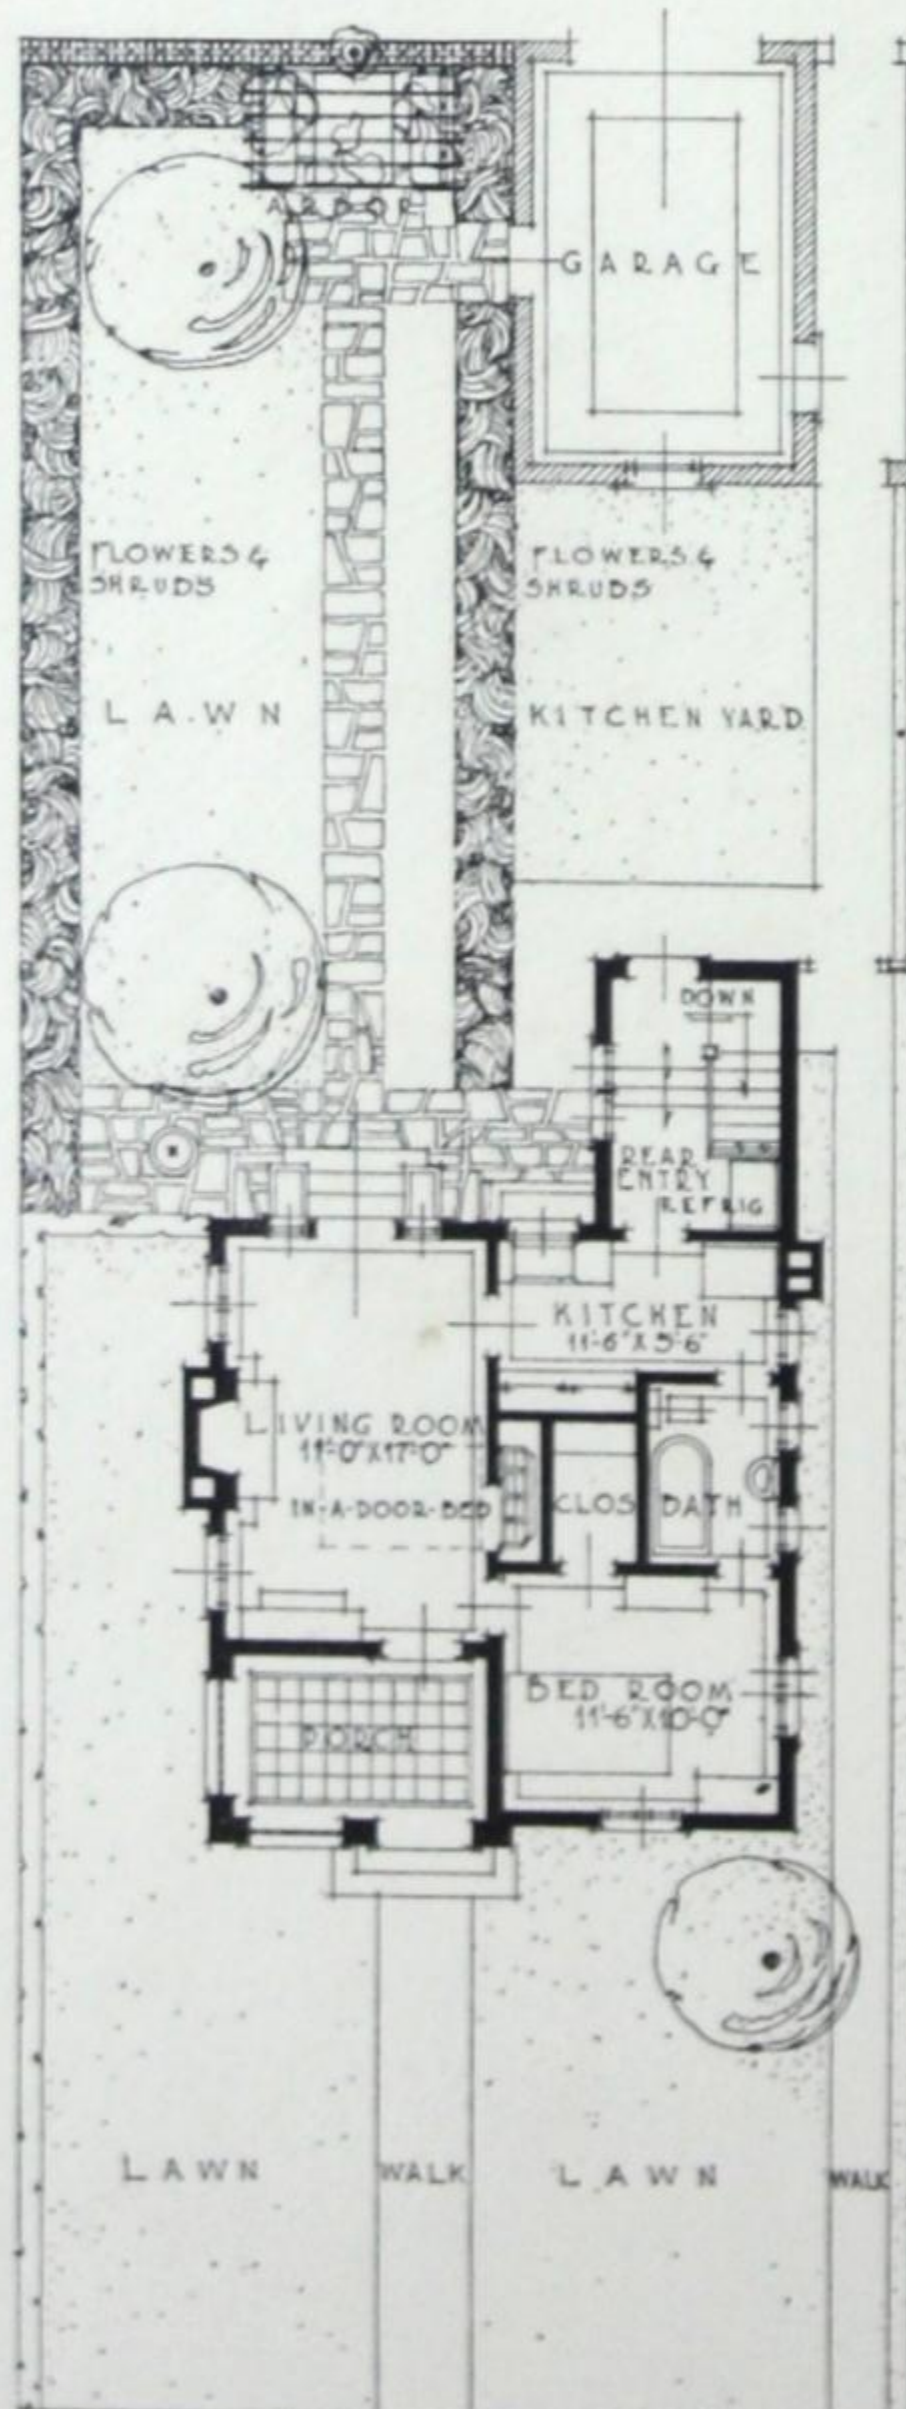 ARBOR
GARAGE
FLOWERS &
SHRUBS
FLOWERS &
SHRUBS
LAWN
KITCHEN YARD
DOWN
REAR
ENTRY
REFRIG
KITCHEN
11'-6" X 5'-6"
LIVING ROOM
11'-0" X 17'-0"
IN-A-DOOR-BED
CLOS
BATH
BED ROOM
11'-6" X 10'-0"
PORCH
LAWN
WALK
LAWN
WALK